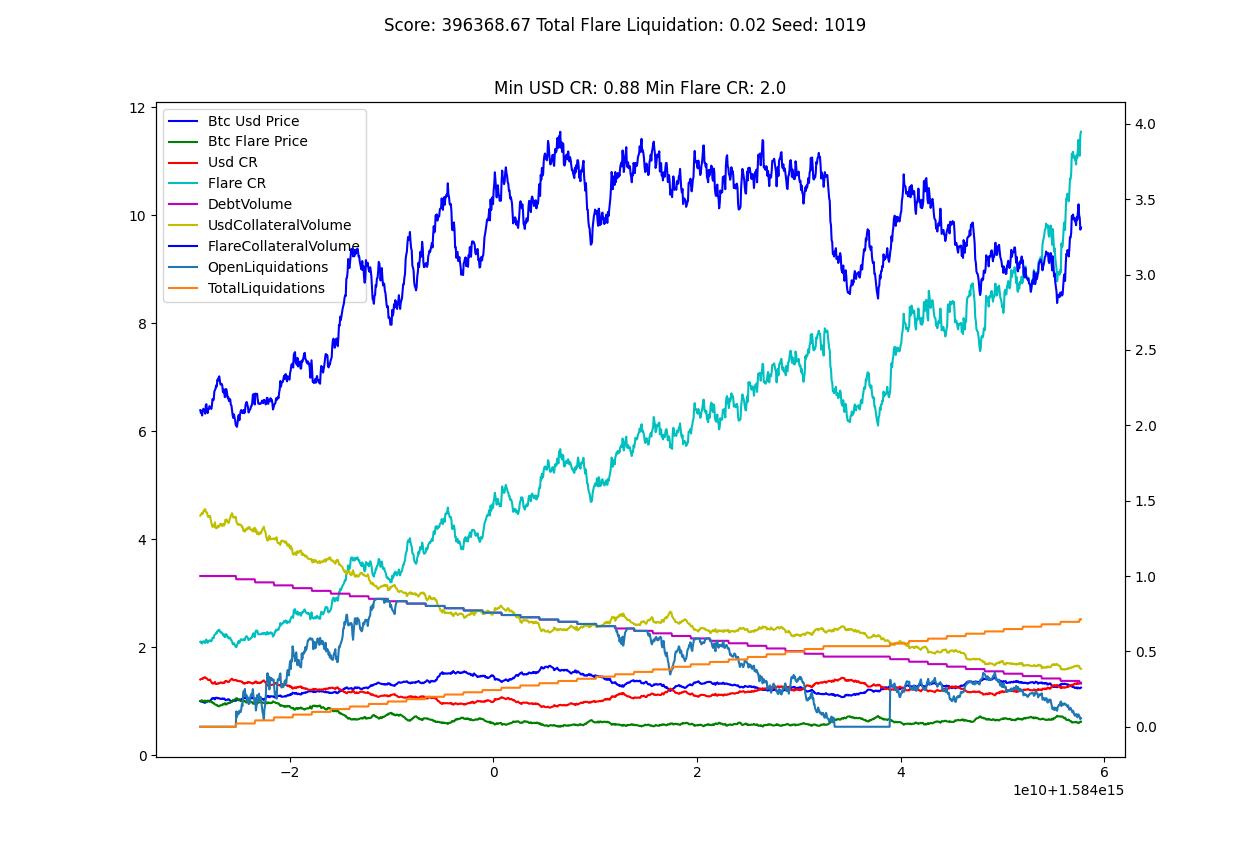 Score: 396368.67 Total Flare Liquidation: 0.02 Seed: 1019
Min USD CR: 0.88 Min Flare CR: 2.0
Btc Usd Price
Btc Flare Price
Usd CR
Flare CR
DebtVolume
UsdCollateralVolume
FlareCollateralVolume
OpenLiquidations
TotalLiquidations
12
10
8
6
4
2
0
4.0
3.5
3.0
2.5
2.0
1.5
1.0
0.5
0.0
−2
0
2
4
6
1e10+1.584e15